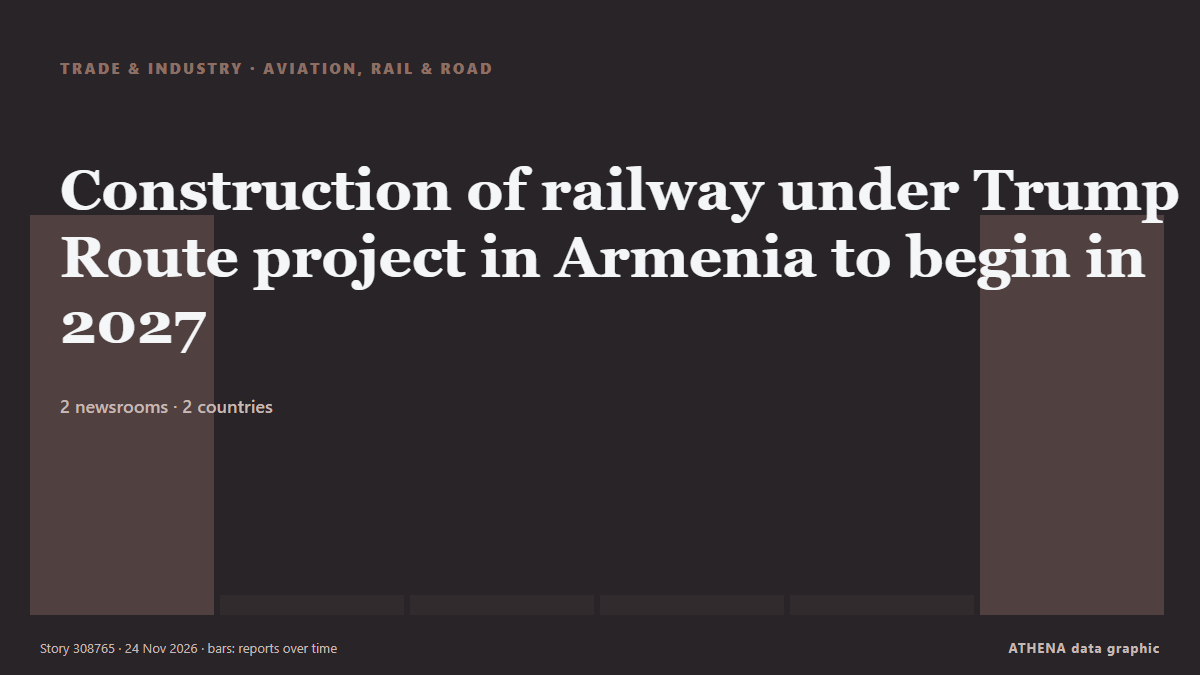 TRADE & INDUSTRY · AVIATION, RAIL & ROAD
Construction of railway under Trump
Route project in Armenia to begin in
2027
2 newsrooms · 2 countries
Story 308765 · 24 Nov 2026 · bars: reports over time
ATHENA data graphic